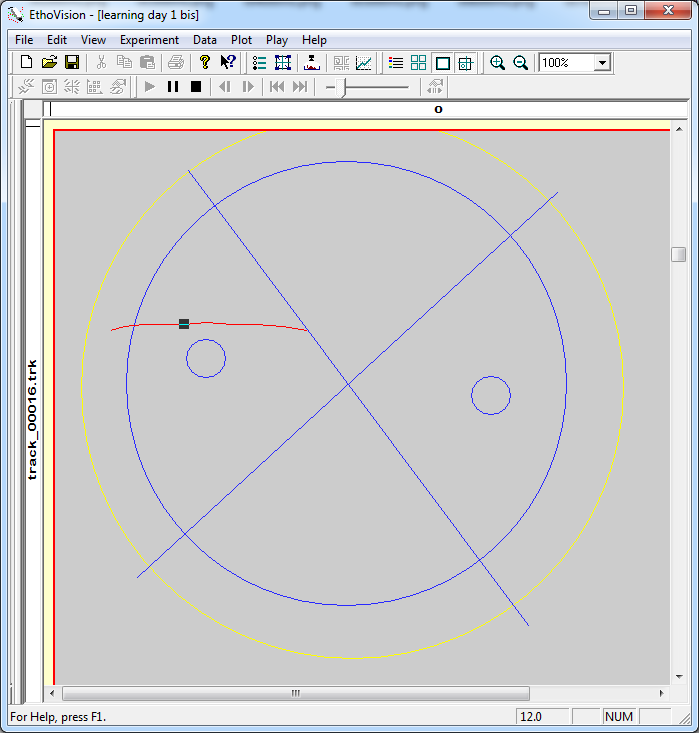 EthoVision - [learning day 1 bis]
File Edit View Experiment Data Plot Play Help
100%
O
track_00016.trk
For Help, press F1.
12.0
NUM